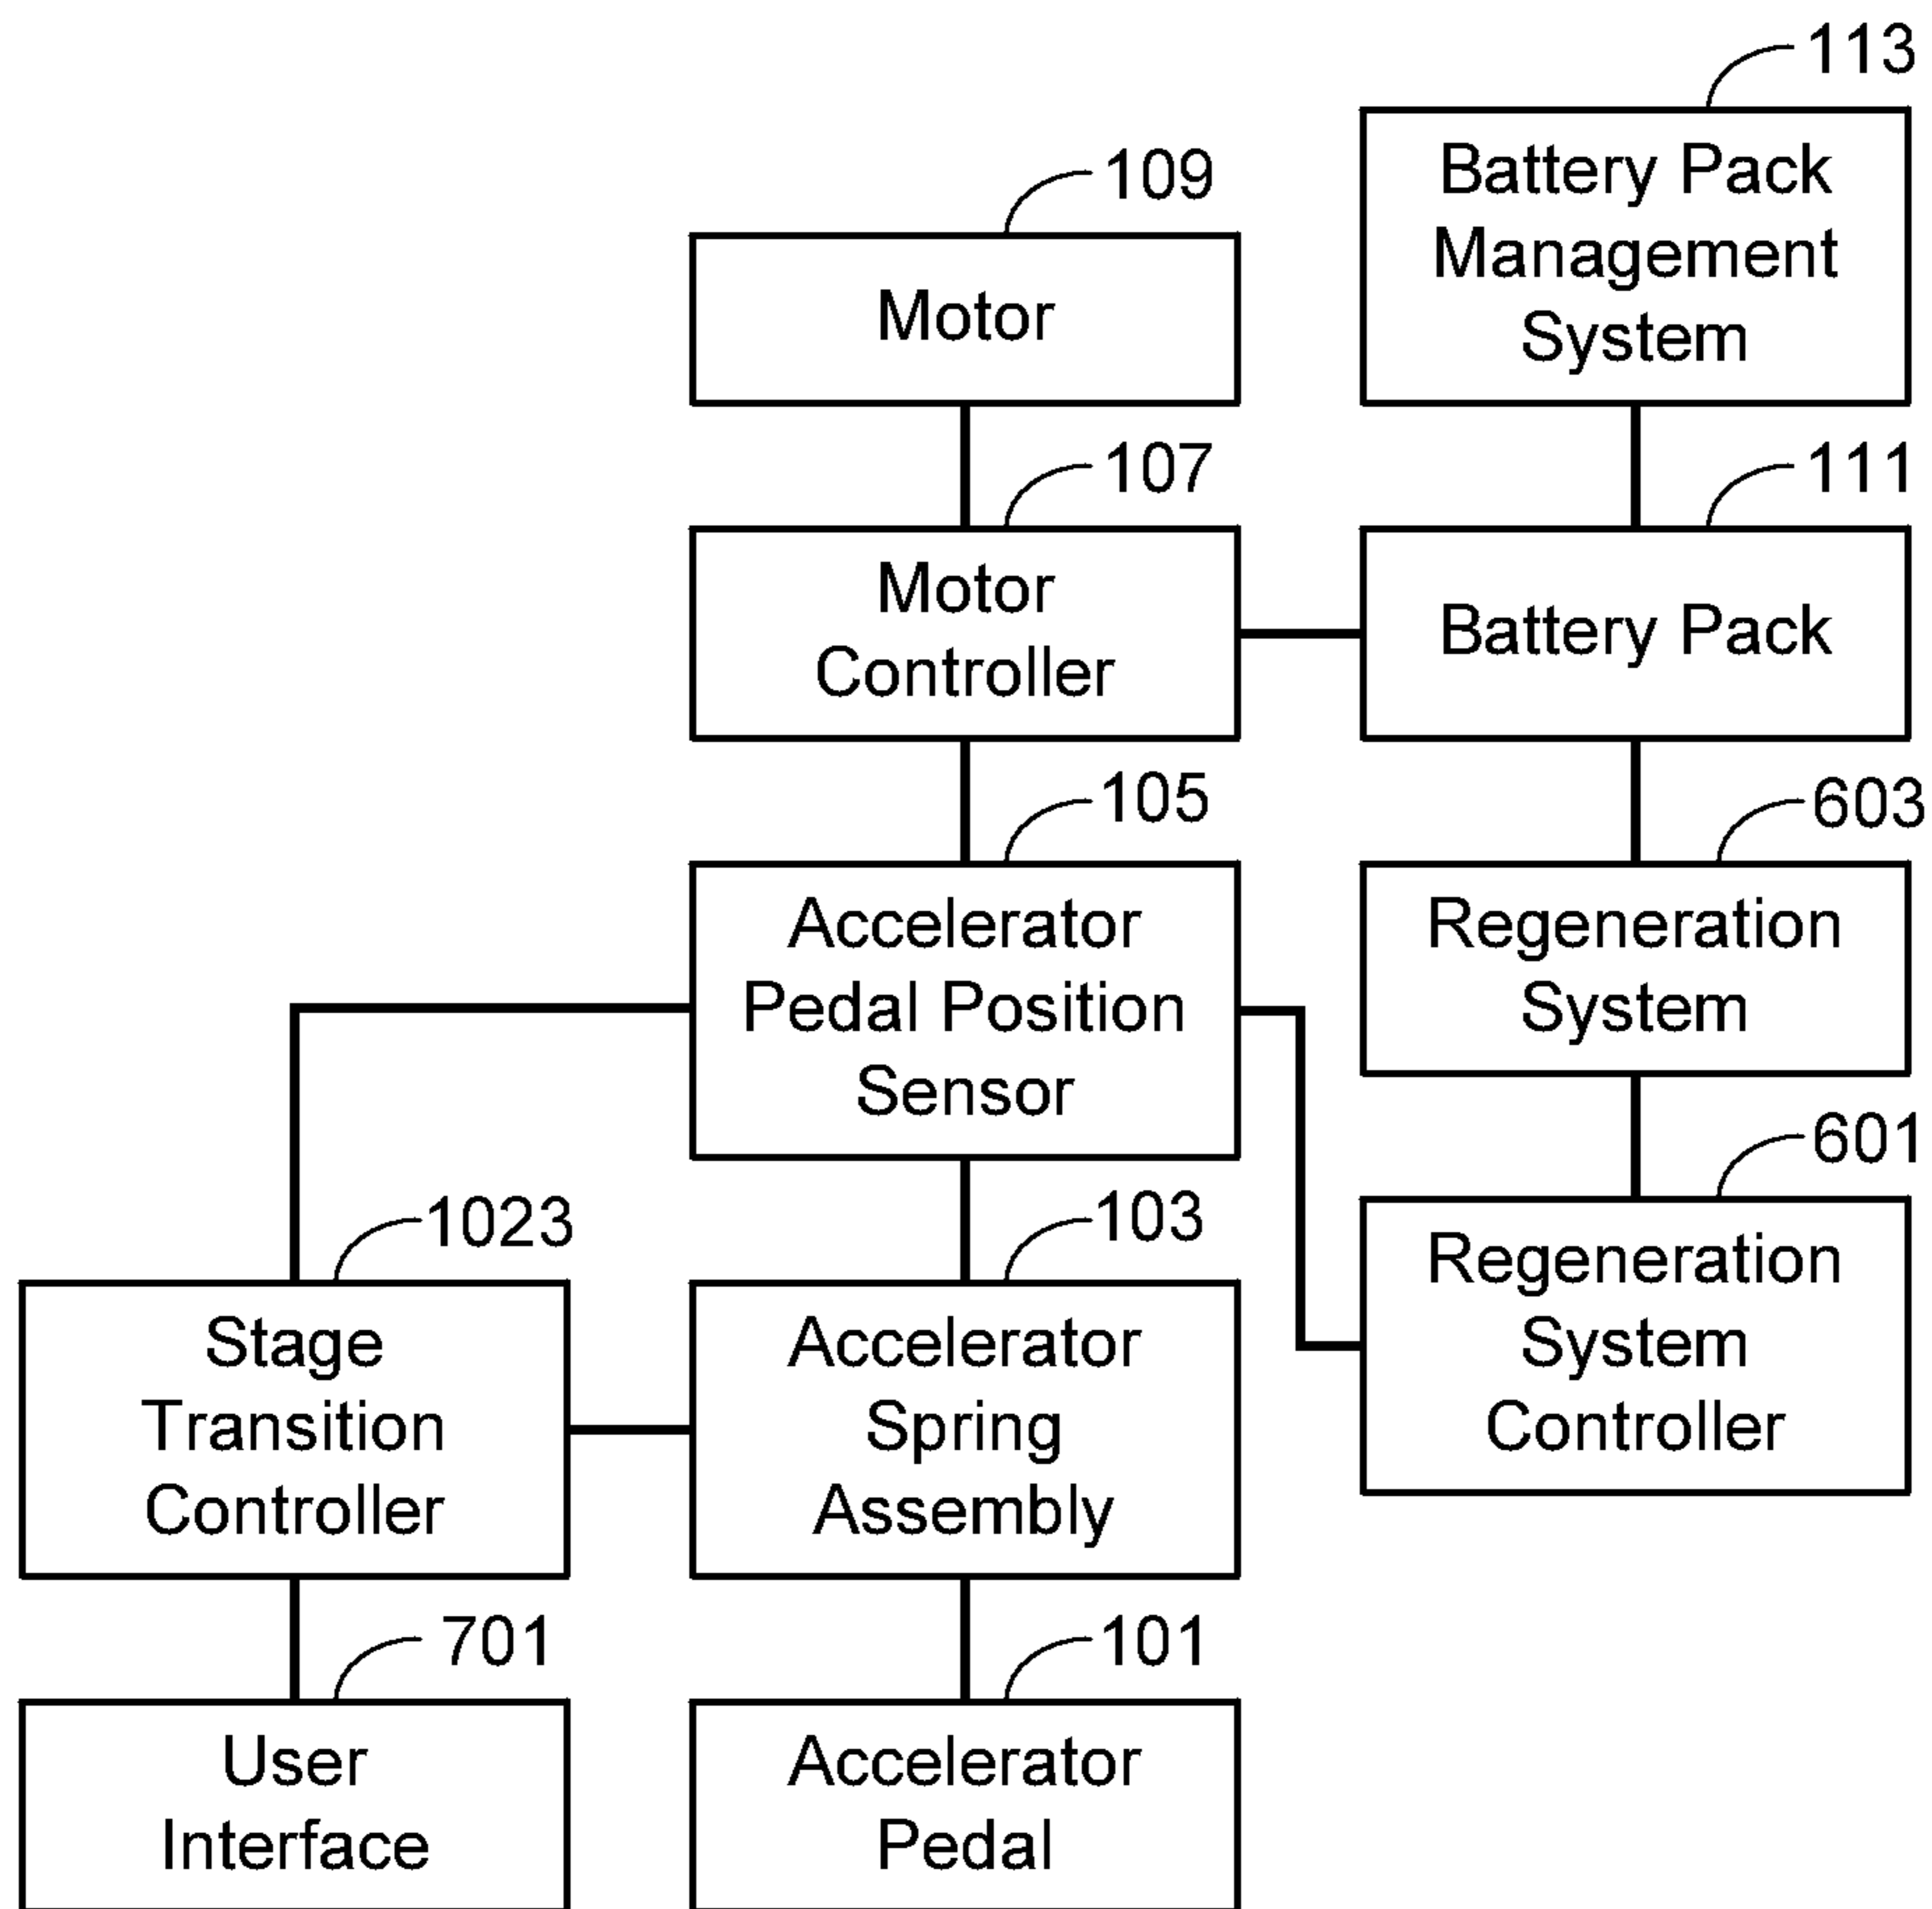 113
Battery Pack
Management
System
109
Motor
107
Motor
Controller
111
Battery Pack
105
Accelerator
Pedal Position
Sensor
603
Regeneration
System
601
Regeneration
System
Controller
1023
Stage
Transition
Controller
103
Accelerator
Spring
Assembly
701
User
Interface
101
Accelerator
Pedal